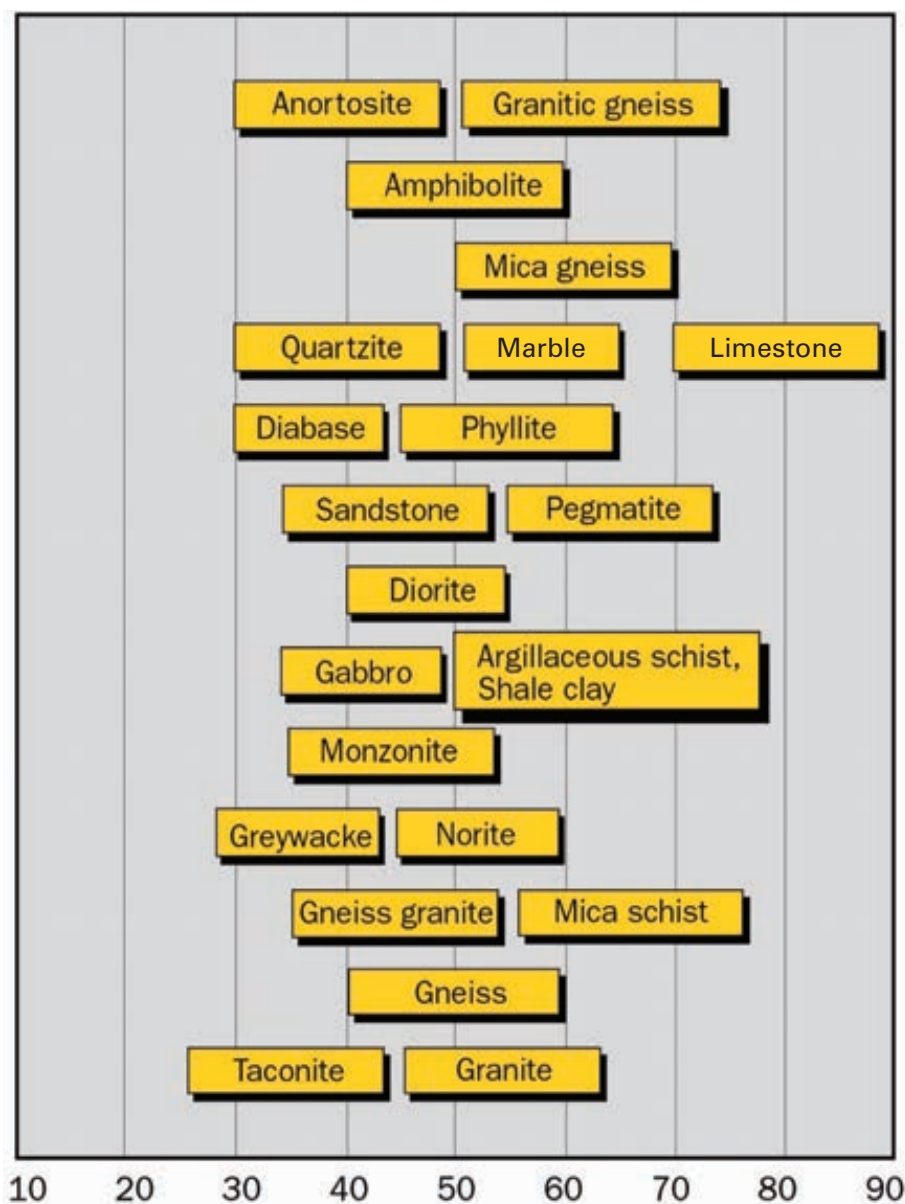 Anortosite
Granitic gneiss
Amphibolite
Mica gneiss
Quartzite
Marble
Limestone
Diabase
Phyllite
Sandstone
Pegmatite
Diorite
Gabbro
Argillaceous schist,
Shale clay
Monzonite
Greywacke
Norite
Gneiss granite
Mica schist
Gneiss
Taconite
Granite
10 20 30 40 50 60 70 80 90